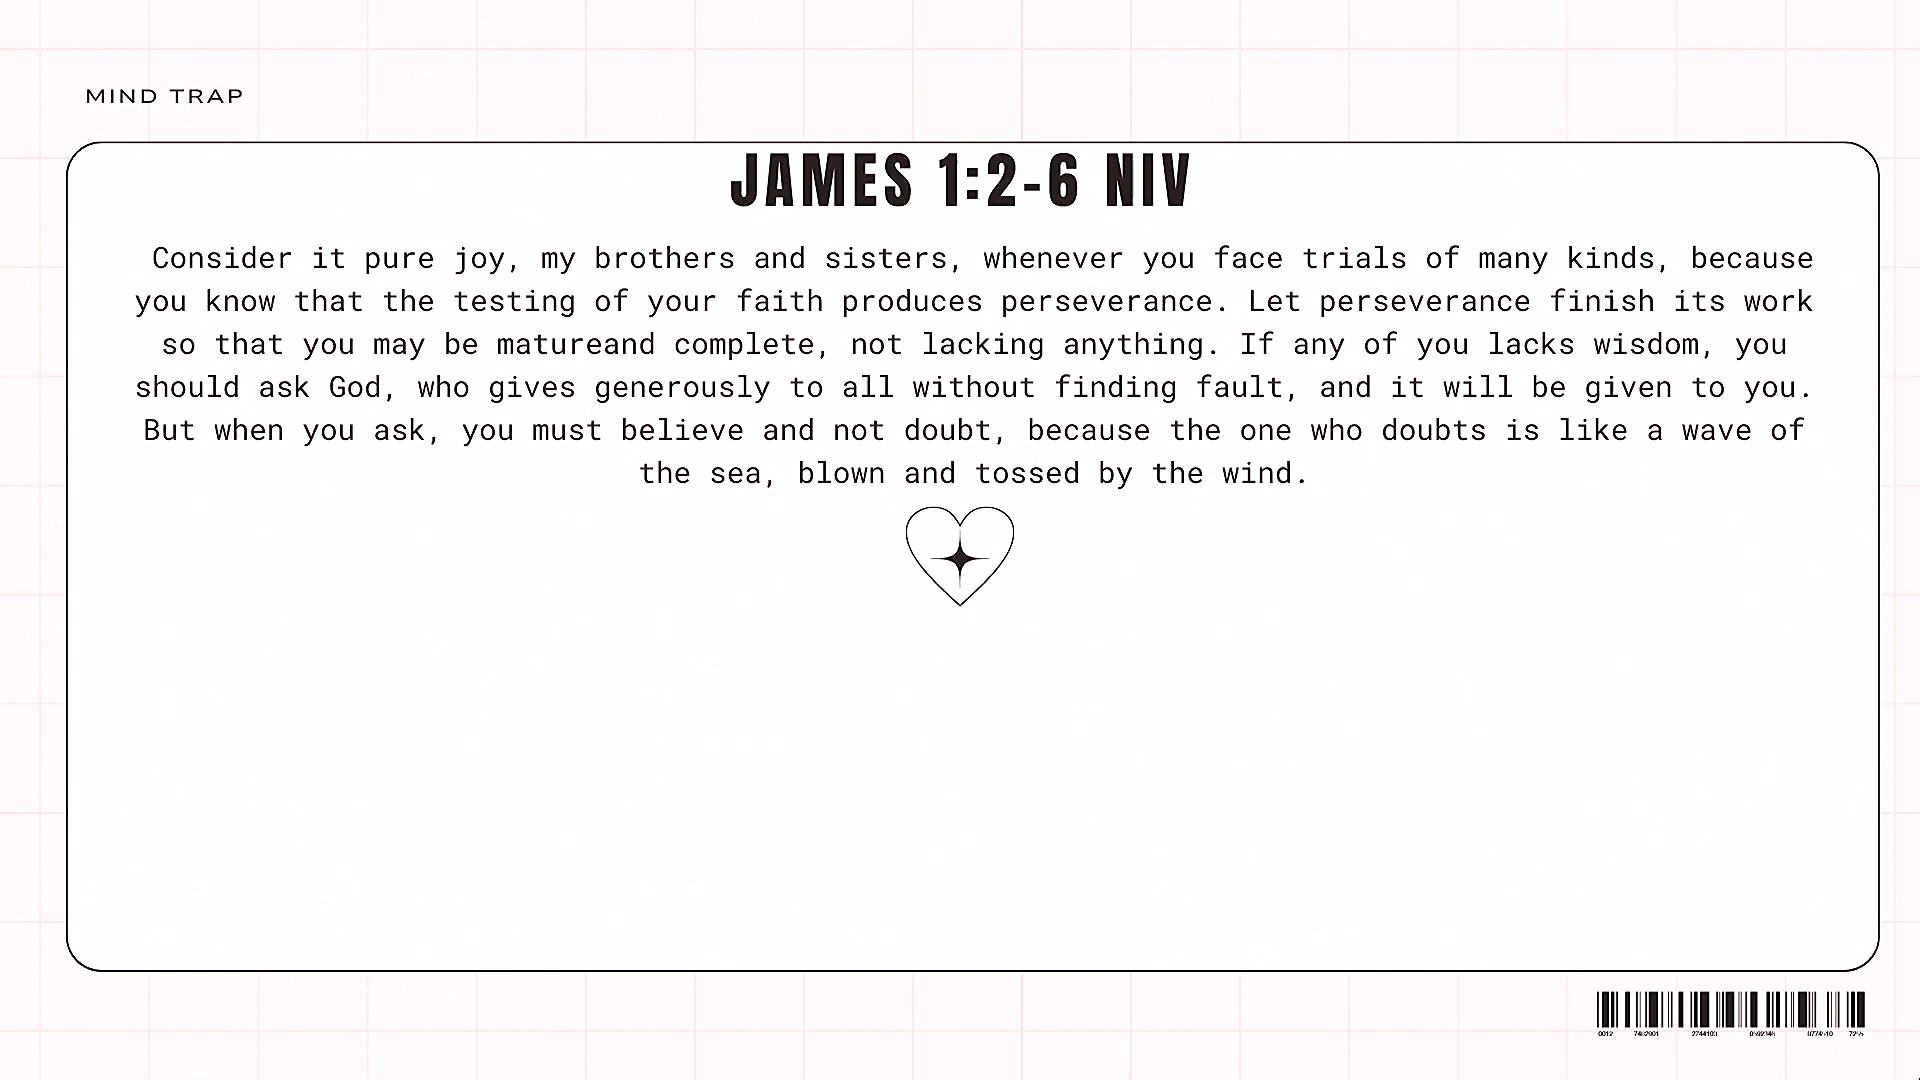 MIND TRAP
JAMES 1:2-6 NIV
Consider it pure joy, my brothers and sisters, whenever you face trials of many kinds, because
you know that the testing of your faith produces perseverance. Let perseverance finish its work
so that you may be matureand complete, not lacking anything. If any of you lacks wisdom, you
should ask God, who gives generously to all without finding fault, and it will be given to you.
But when you ask, you must believe and not doubt, because the one who doubts is like a wave of
the sea, blown and tossed by the wind.
0012